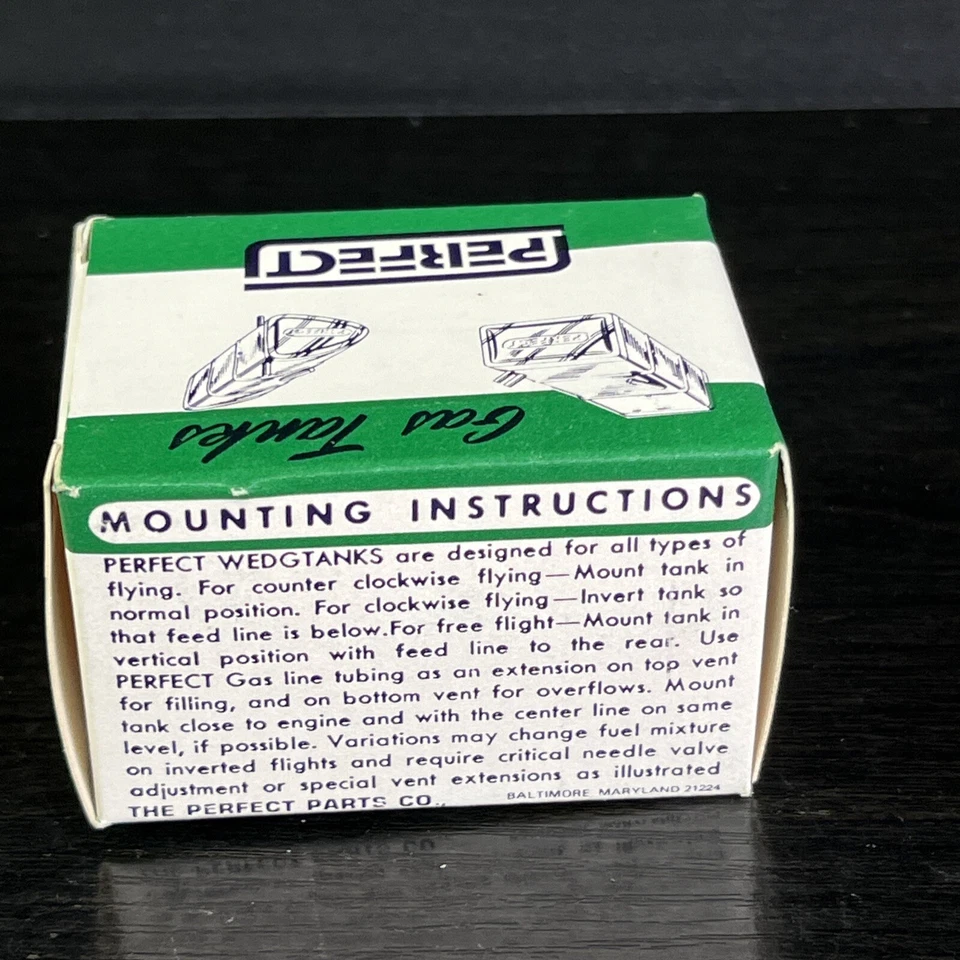 PERFECT
PERFECT
PERFECT
Gas Tanks
MOUNTING INSTRUCTIONS
PERFECT WEDGTANKS are designed for all types of
flying. For counter clockwise flying—Mount tank in
normal position. For clockwise flying—Invert tank so
that feed line is below.For free flight—Mount tank in
vertical position with feed line to the rear. Use
PERFECT Gas line tubing as an extension on top vent
for filling, and on bottom vent for overflows. Mount
tank close to engine and with the center line on same
level, if possible. Variations may change fuel mixture
on inverted flights and require critical needle valve
adjustment or special vent extensions as illustrated
THE PERFECT PARTS CO., BALTIMORE MARYLAND 21224